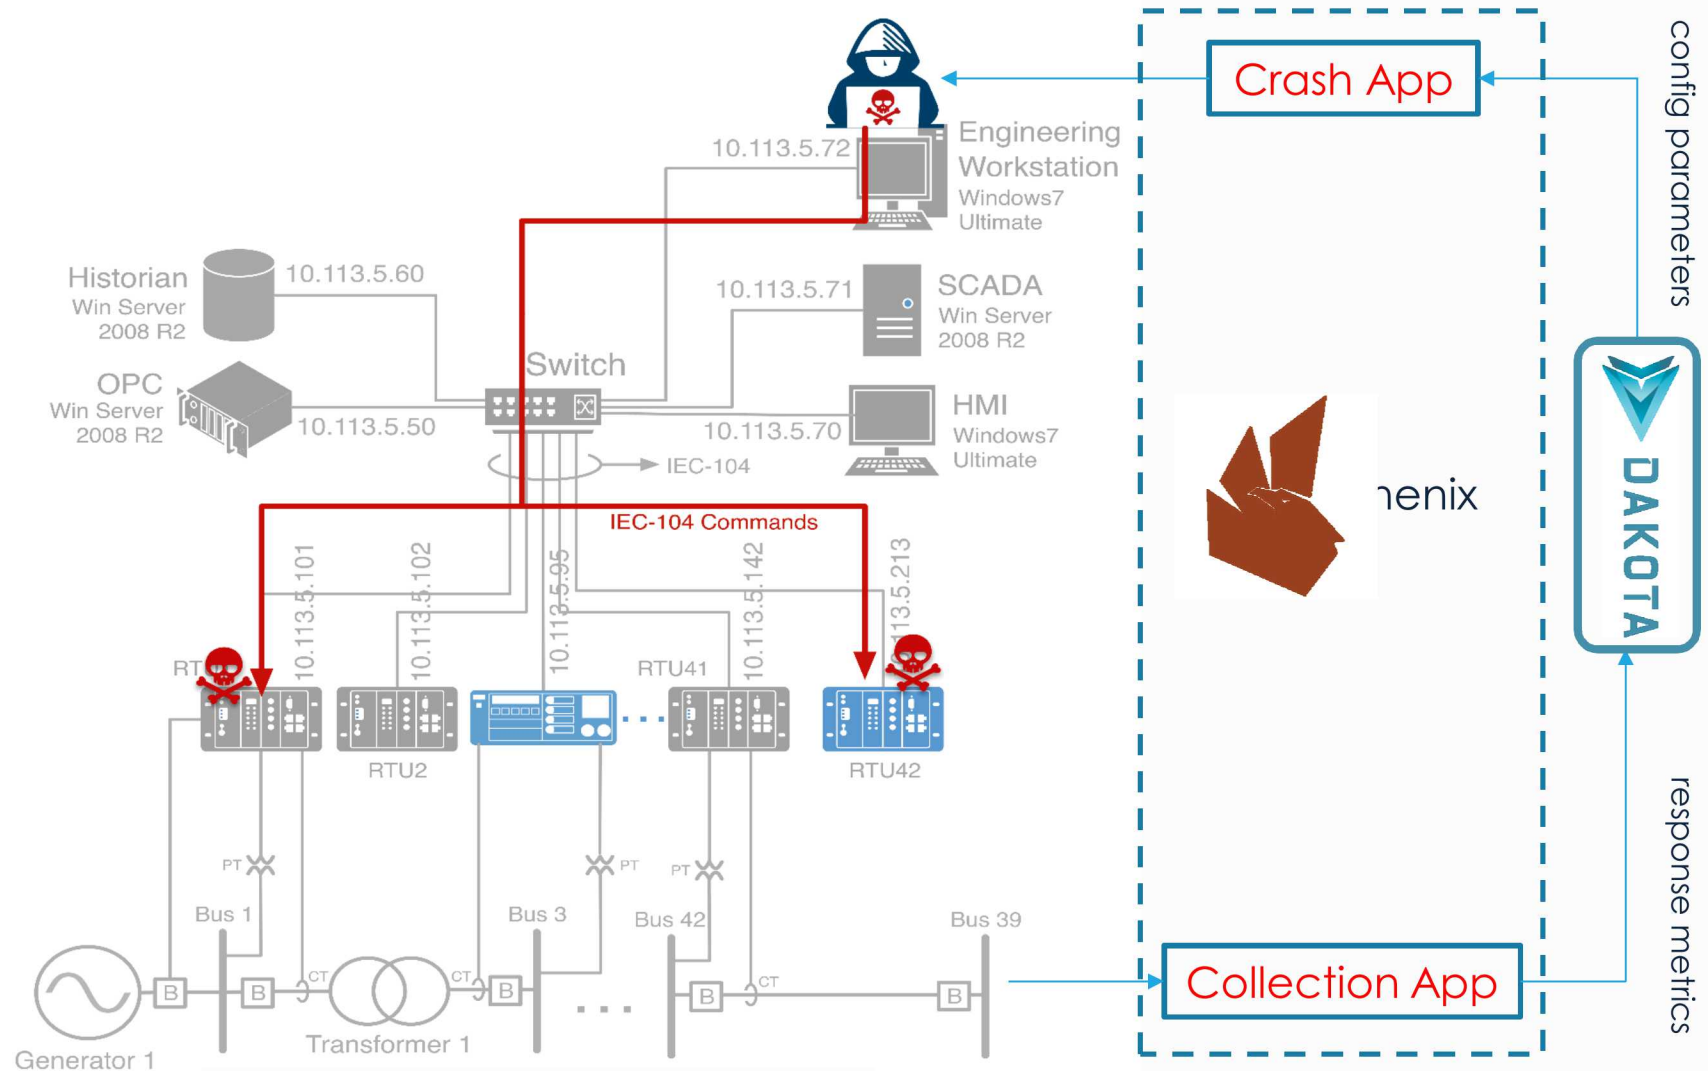 Crash App
config parameters
10.113.5.72
Engineering
Workstation
Windows7
Ultimate
Historian
Win Server
2008 R2
10.113.5.60
10.113.5.71
SCADA
Win Server
2008 R2
Switch
OPC
Win Server
2008 R2
10.113.5.50
10.113.5.70
HMI
Windows7
Ultimate
IEC-104
henix
DAKOTA
IEC-104 Commands
10.113.5.101
10.113.5.102
10.113.5.95
10.113.5.142
113.5.213
RT
RTU41
RTU2
RTU42
response metrics
PT
PT
PT
Bus 1
Bus 3
Bus 42
Bus 39
B
B
CT
CT
B
B
CT
B
Collection App
Generator 1
Transformer 1